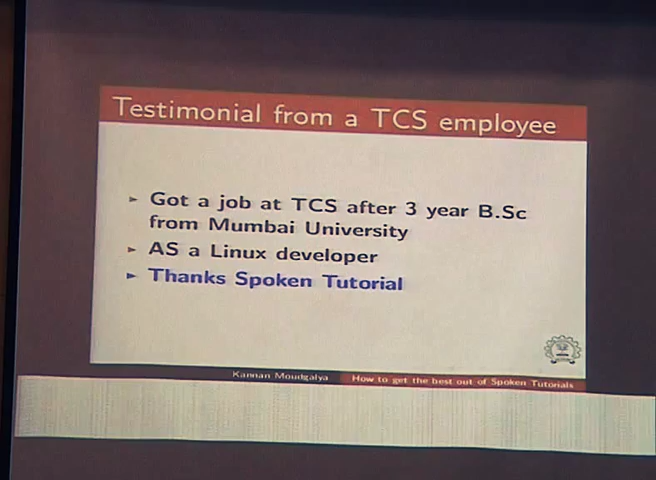 Testimonial from a TCS employee
Got a job at TCS after 3 year B.Sc
from Mumbai University
AS a Linux developer
Thanks Spoken Tutorial
Kannan Moudgalya How to get the best out of Spoken Tutorials